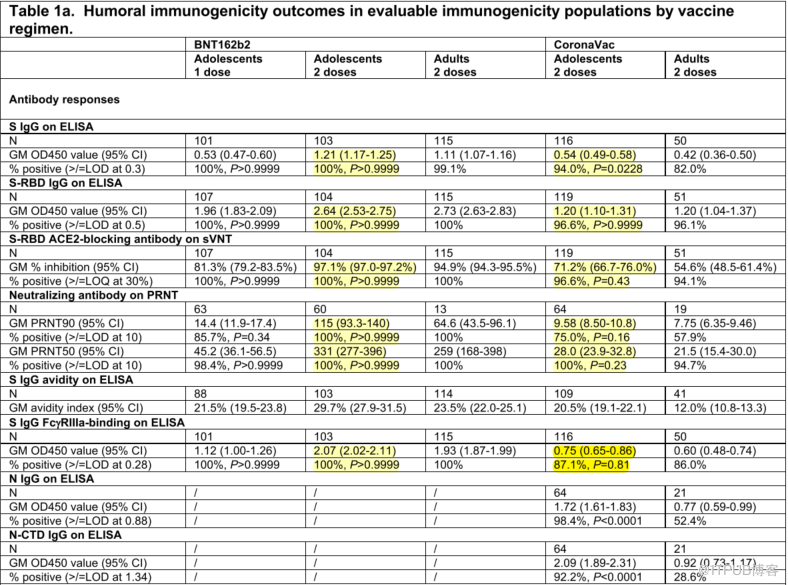 Table 1a. Humoral immunogenicity outcomes in evaluable immunogenicity populations by vaccine
regimen.
BNT162b2 CoronaVac
Adolescents Adolescents Adults Adolescents Adults
1 dose 2 doses 2 doses 2 doses 2 doses
Antibody responses
S IgG on ELISA
N 101 103 115 116 50
GM OD450 value (95% CI) 0.53 (0.47-0.60) 1.21 (1.17-1.25) 1.11 (1.07-1.16) 0.54 (0.49-0.58) 0.42 (0.36-0.50)
% positive (>/=LOD at 0.3) 100%, P>0.9999 100%, P>0.9999 99.1% 94.0%, P=0.0228 82.0%
S-RBD IgG on ELISA
N 107 104 115 119 51
GM OD450 value (95% CI) 1.96 (1.83-2.09) 2.64 (2.53-2.75) 2.73 (2.63-2.83) 1.20 (1.10-1.31) 1.20 (1.04-1.37)
% positive (>/=LOD at 0.5) 100%, P>0.9999 100%, P>0.9999 100% 96.6%, P>0.9999 96.1%
S-RBD ACE2-blocking antibody on sVNT
N 107 104 115 119 51
GM % inhibition (95% CI) 81.3% (79.2-83.5%) 97.1% (97.0-97.2%) 94.9% (94.3-95.5%) 71.2% (66.7-76.0%) 54.6% (48.5-61.4%)
% positive (>/=LOQ at 30%) 100%, P>0.9999 100%, P>0.9999 100% 96.6%, P=0.43 94.1%
Neutralizing antibody on PRNT
N 63 60 13 64 19
GM PRNT90 (95% CI) 14.4 (11.9-17.4) 115 (93.3-140) 64.6 (43.5-96.1) 9.58 (8.50-10.8) 7.75 (6.35-9.46)
% positive (>/=LOD at 10) 85.7%, P=0.34 100%, P>0.9999 100% 75.0%, P=0.16 57.9%
GM PRNT50 (95% CI) 45.2 (36.1-56.5) 331 (277-396) 259 (168-398) 28.0 (23.9-32.8) 21.5 (15.4-30.0)
% positive (>/=LOD at 10) 98.4%, P>0.9999 100%, P>0.9999 100% 100%, P=0.23 94.7%
S IgG avidity on ELISA
N 88 103 114 109 41
GM avidity index (95% CI) 21.5% (19.5-23.8) 29.7% (27.9-31.5) 23.5% (22.0-25.1) 20.5% (19.1-22.1) 12.0% (10.8-13.3)
S IgG FcγRIIIa-binding on ELISA
N 101 103 115 116 50
GM OD450 value (95% CI) 1.12 (1.00-1.26) 2.07 (2.02-2.11) 1.93 (1.87-1.99) 0.75 (0.65-0.86) 0.60 (0.48-0.74)
% positive (>/=LOD at 0.28) 100%, P>0.9999 100%, P>0.9999 100% 87.1%, P=0.81 86.0%
N IgG on ELISA
N / / / 64 21
GM OD450 value (95% CI) / / / 1.72 (1.61-1.83) 0.77 (0.59-0.99)
% positive (>/=LOD at 0.88) / / / 98.4%, P<0.0001 52.4%
N-CTD IgG on ELISA
N / / / 64 21
GM OD450 value (95% CI) / / / 2.09 (1.89-2.31) 0.92 (0.73-1.17)
% positive (>/=LOD at 1.34) / / / 92.2%, P<0.0001 28.6%
@ITPUB博客